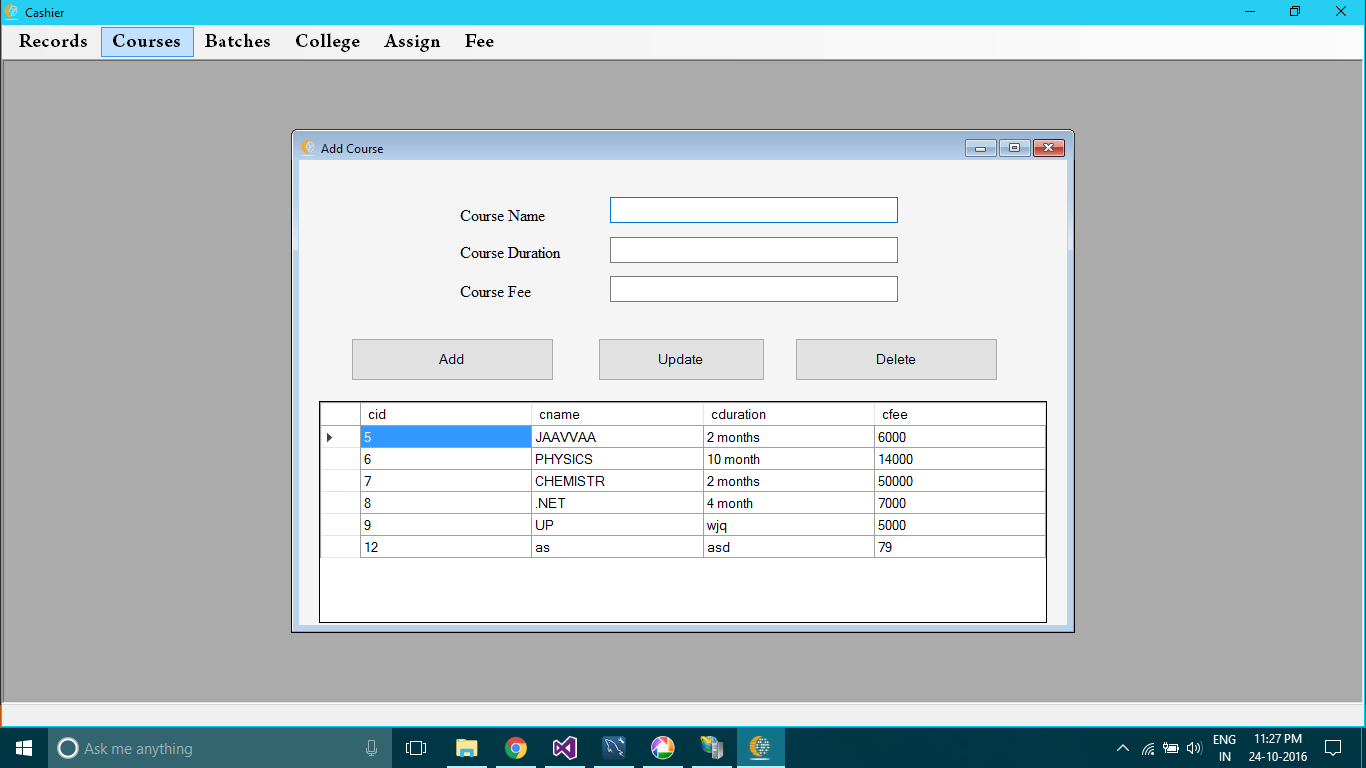 Cashier
Records Courses Batches College Assign Fee
Add Course
Course Name
Course Duration
Course Fee
Add Update Delete
cid cname cduration cfee
5 JAAVVAA 2 months 6000
6 PHYSICS 10 month 14000
7 CHEMISTR 2 months 50000
8 .NET 4 month 7000
9 UP wjq 5000
12 as asd 79
Ask me anything
ENG 11:27 PM
IN 24-10-2016